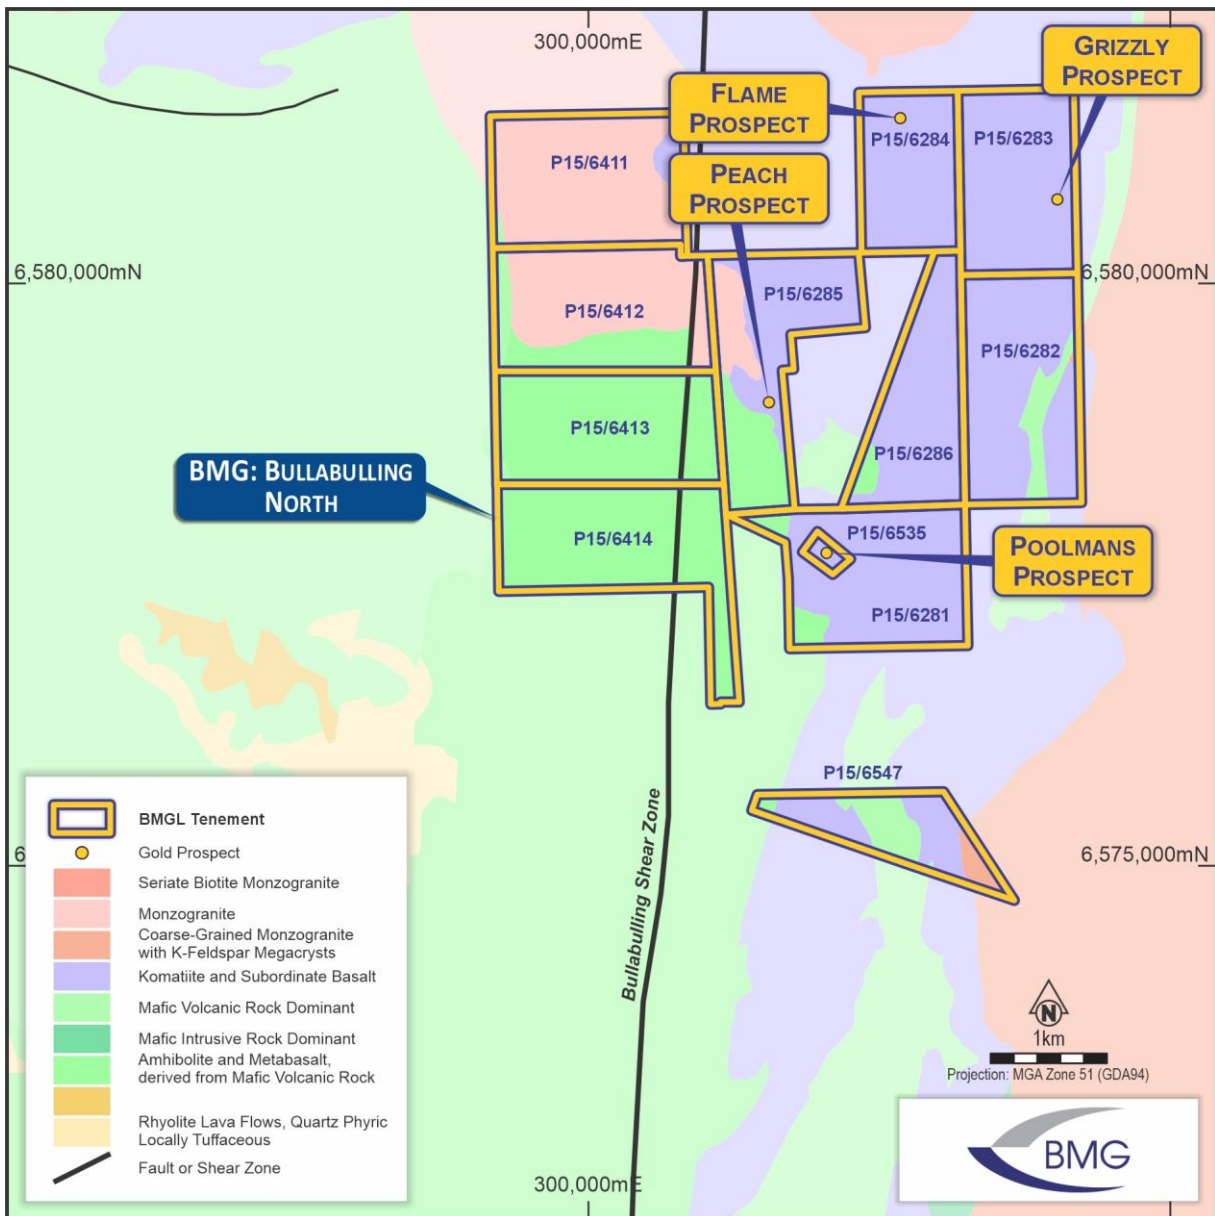 300,000mE
GRIZZLY
PROSPECT
FLAME
PROSPECT
P15/6284
P15/6283
P15/6411
PEACH
PROSPECT
6,580,000mN
6,580,000mN
P15/6285
P15/6412
P15/6282
P15/6413
P15/6286
BMG: BULLABULLING
NORTH
P15/6414
P15/6535
POOLMANS
PROSPECT
P15/6281
P15/6547
Bullabulling Shear Zone
6
6,575,000mN
BMGL Tenement
Gold Prospect
Seriate Biotite Monzogranite
Monzogranite
Coarse-Grained Monzogranite
with K-Feldspar Megacrysts
Komatiite and Subordinate Basalt
Mafic Volcanic Rock Dominant
Mafic Intrusive Rock Dominant
Amhibolite and Metabasalt,
derived from Mafic Volcanic Rock
Rhyolite Lava Flows, Quartz Phyric
Locally Tuffaceous
Fault or Shear Zone
N
1km
Projection: MGA Zone 51 (GDA94)
BMG
300,000mE